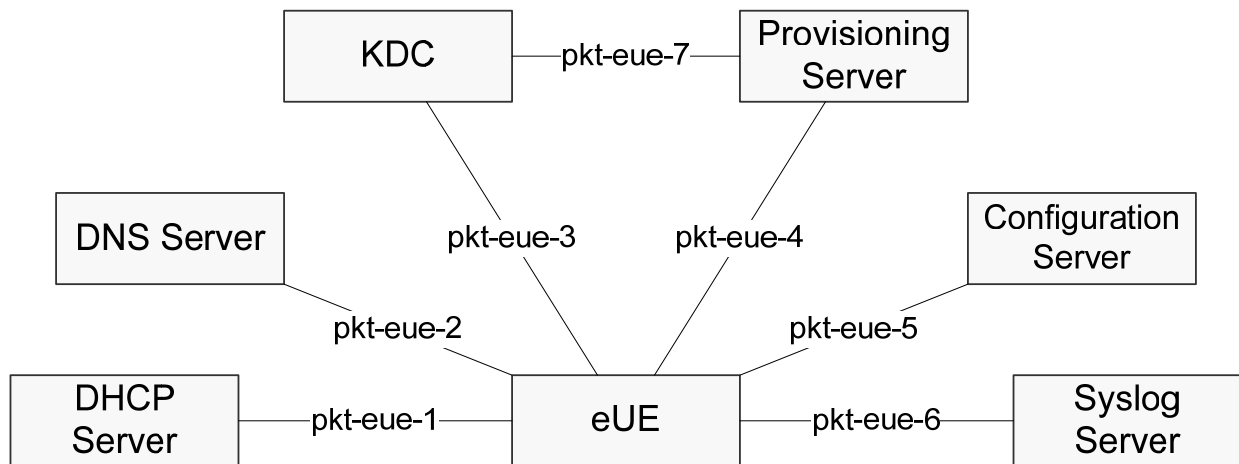 KDC
pkt-eue-7
Provisioning
Server
DNS Server
pkt-eue-3
pkt-eue-4
Configuration
Server
pkt-eue-2
pkt-eue-5
DHCP
Server
pkt-eue-1
eUE
pkt-eue-6
Syslog
Server